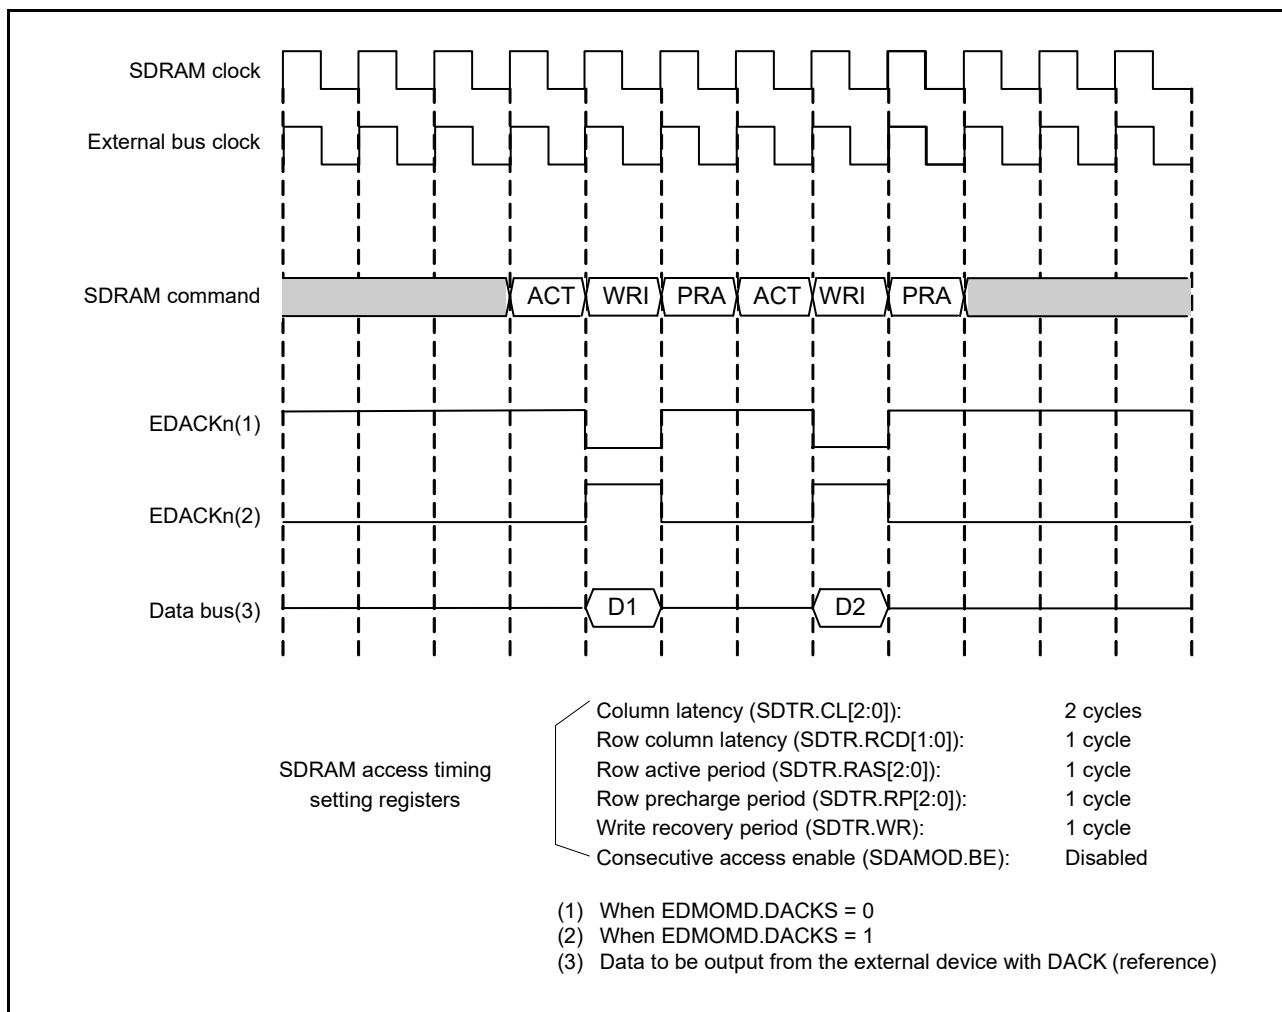 SDRAM clock
External bus clock
SDRAM command
ACT WRI PRA ACT WRI PRA
EDACKn(1)
EDACKn(2)
Data bus(3)
D1 D2
SDRAM access timing
setting registers
Column latency (SDTR.CL[2:0]): 2 cycles
Row column latency (SDTR.RCD[1:0]): 1 cycle
Row active period (SDTR.RAS[2:0]): 1 cycle
Row precharge period (SDTR.RP[2:0]): 1 cycle
Write recovery period (SDTR.WR): 1 cycle
Consecutive access enable (SDAMOD.BE): Disabled
(1) When EDMOMD.DACKS = 0
(2) When EDMOMD.DACKS = 1
(3) Data to be output from the external device with DACK (reference)